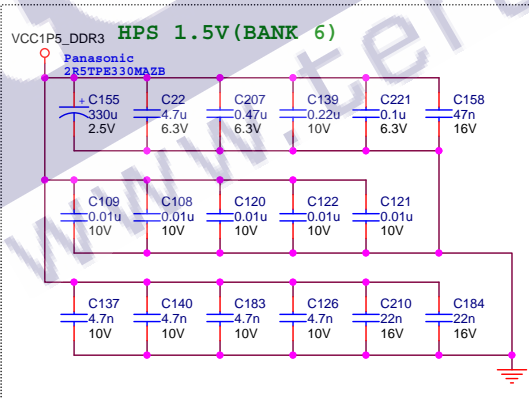 HPS 1.5V(BANK 6)
VCC1P5_DDR3
Panasonic
2R5TPE330MAZB
+ C155 330u 2.5V
C22 4.7u 6.3V
C207 0.47u 6.3V
C139 0.22u 10V
C221 0.1u 6.3V
C158 47n 16V
C109 0.01u 10V
C108 0.01u 10V
C120 0.01u 10V
C122 0.01u 10V
C121 0.01u 10V
C137 4.7n 10V
C140 4.7n 10V
C183 4.7n 10V
C126 4.7n 10V
C210 22n 16V
C184 22n 16V
www.ter